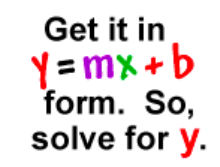 Get it in
y = mx + b
form. So,
solve for y.